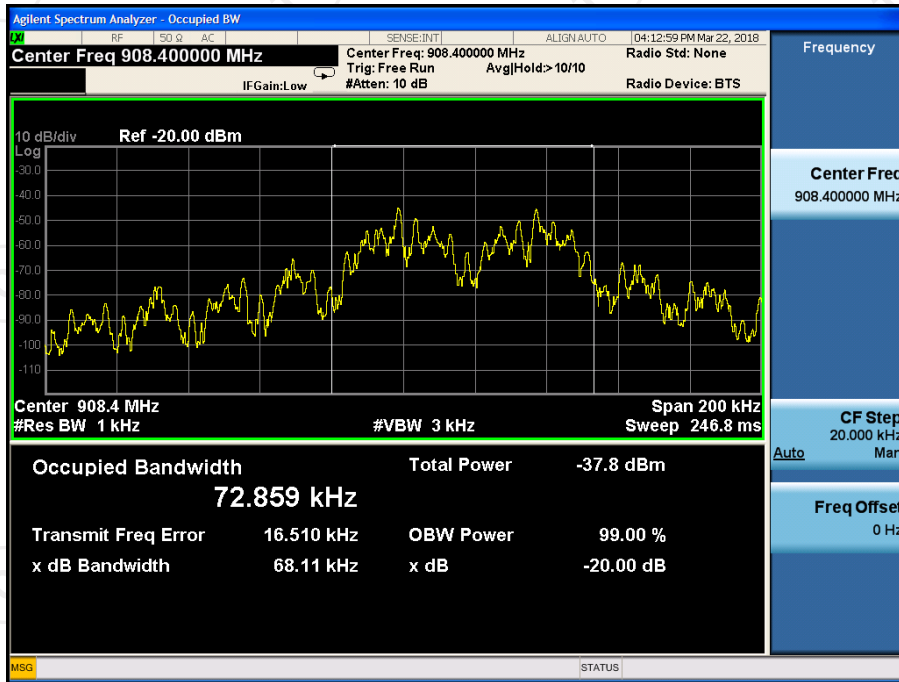 Agilent Spectrum Analyzer - Occupied BW
LXI RF 50 Ω AC SENSE:INT ALIGN AUTO 04:12:59 PM Mar 22, 2018
Center Freq 908.400000 MHz
Center Freq: 908.400000 MHz
Radio Std: None
Trig: Free Run Avg|Hold:> 10/10
IFGain:Low #Atten: 10 dB Radio Device: BTS
10 dB/div Ref -20.00 dBm
Log
-30.0
-40.0
-50.0
-60.0
-70.0
-80.0
-90.0
-100
-110
Center 908.4 MHz Span 200 kHz
#Res BW 1 kHz #VBW 3 kHz Sweep 246.8 ms
Occupied Bandwidth Total Power -37.8 dBm
72.859 kHz
Transmit Freq Error 16.510 kHz OBW Power 99.00 %
x dB Bandwidth 68.11 kHz x dB -20.00 dB
MSG STATUS
Frequency
Center Freq
908.400000 MHz
CF Step
20.000 kHz
Auto Man
Freq Offset
0 Hz